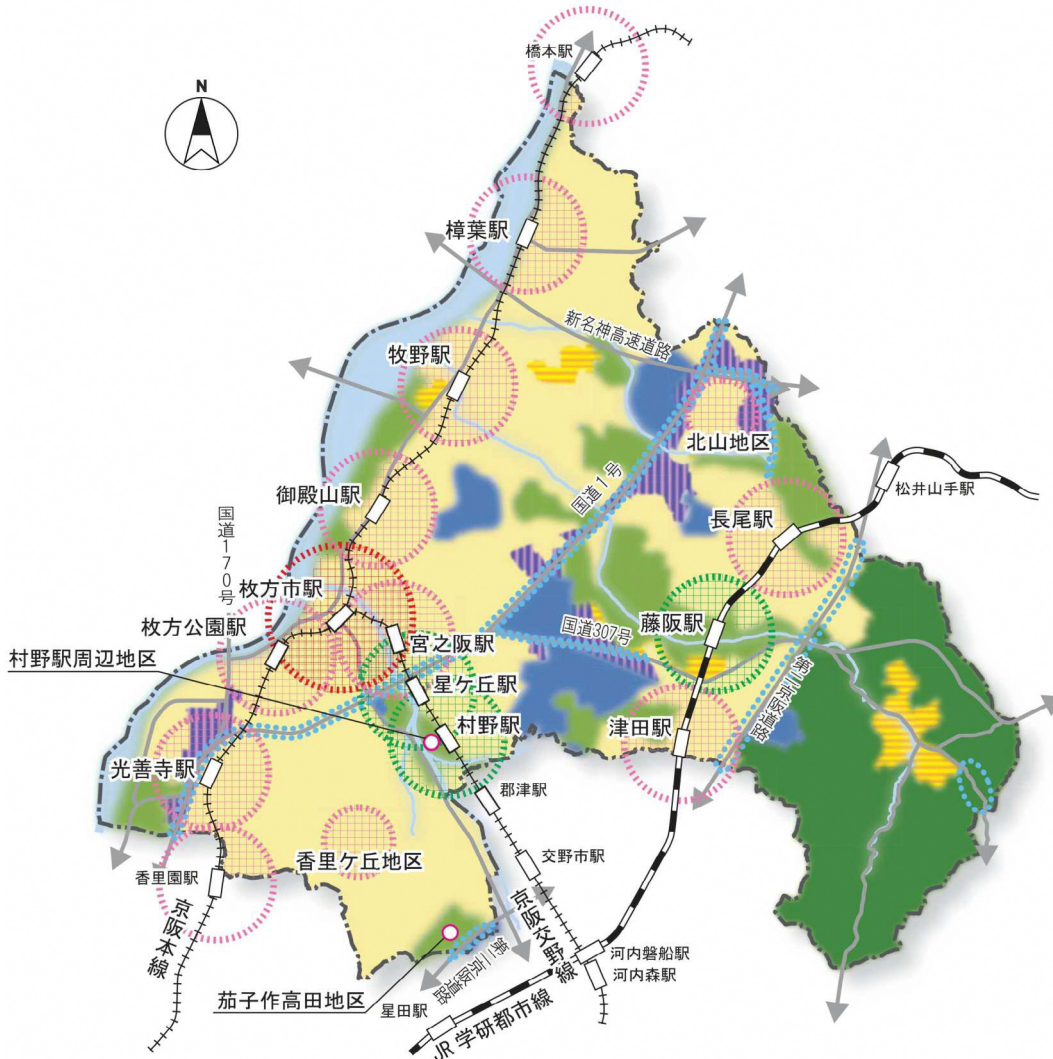 橋本駅
N
樟葉駅
新名神高速道路
牧野駅
北山地区
御殿山駅
国道1号
松井山手駅
長尾駅
国道170号
枚方市駅
枚方公園駅
宮之阪駅
国道307号
藤阪駅
村野駅周辺地区
星ケ丘駅
村野駅
津田駅
第二京阪道路
光善寺駅
郡津駅
香里ケ丘地区
交野市駅
香里園駅
京阪本線
京阪交野線
第二京阪道路
河内磐船駅
河内森駅
茄子作高田地区
星田駅
JR 学研都市線